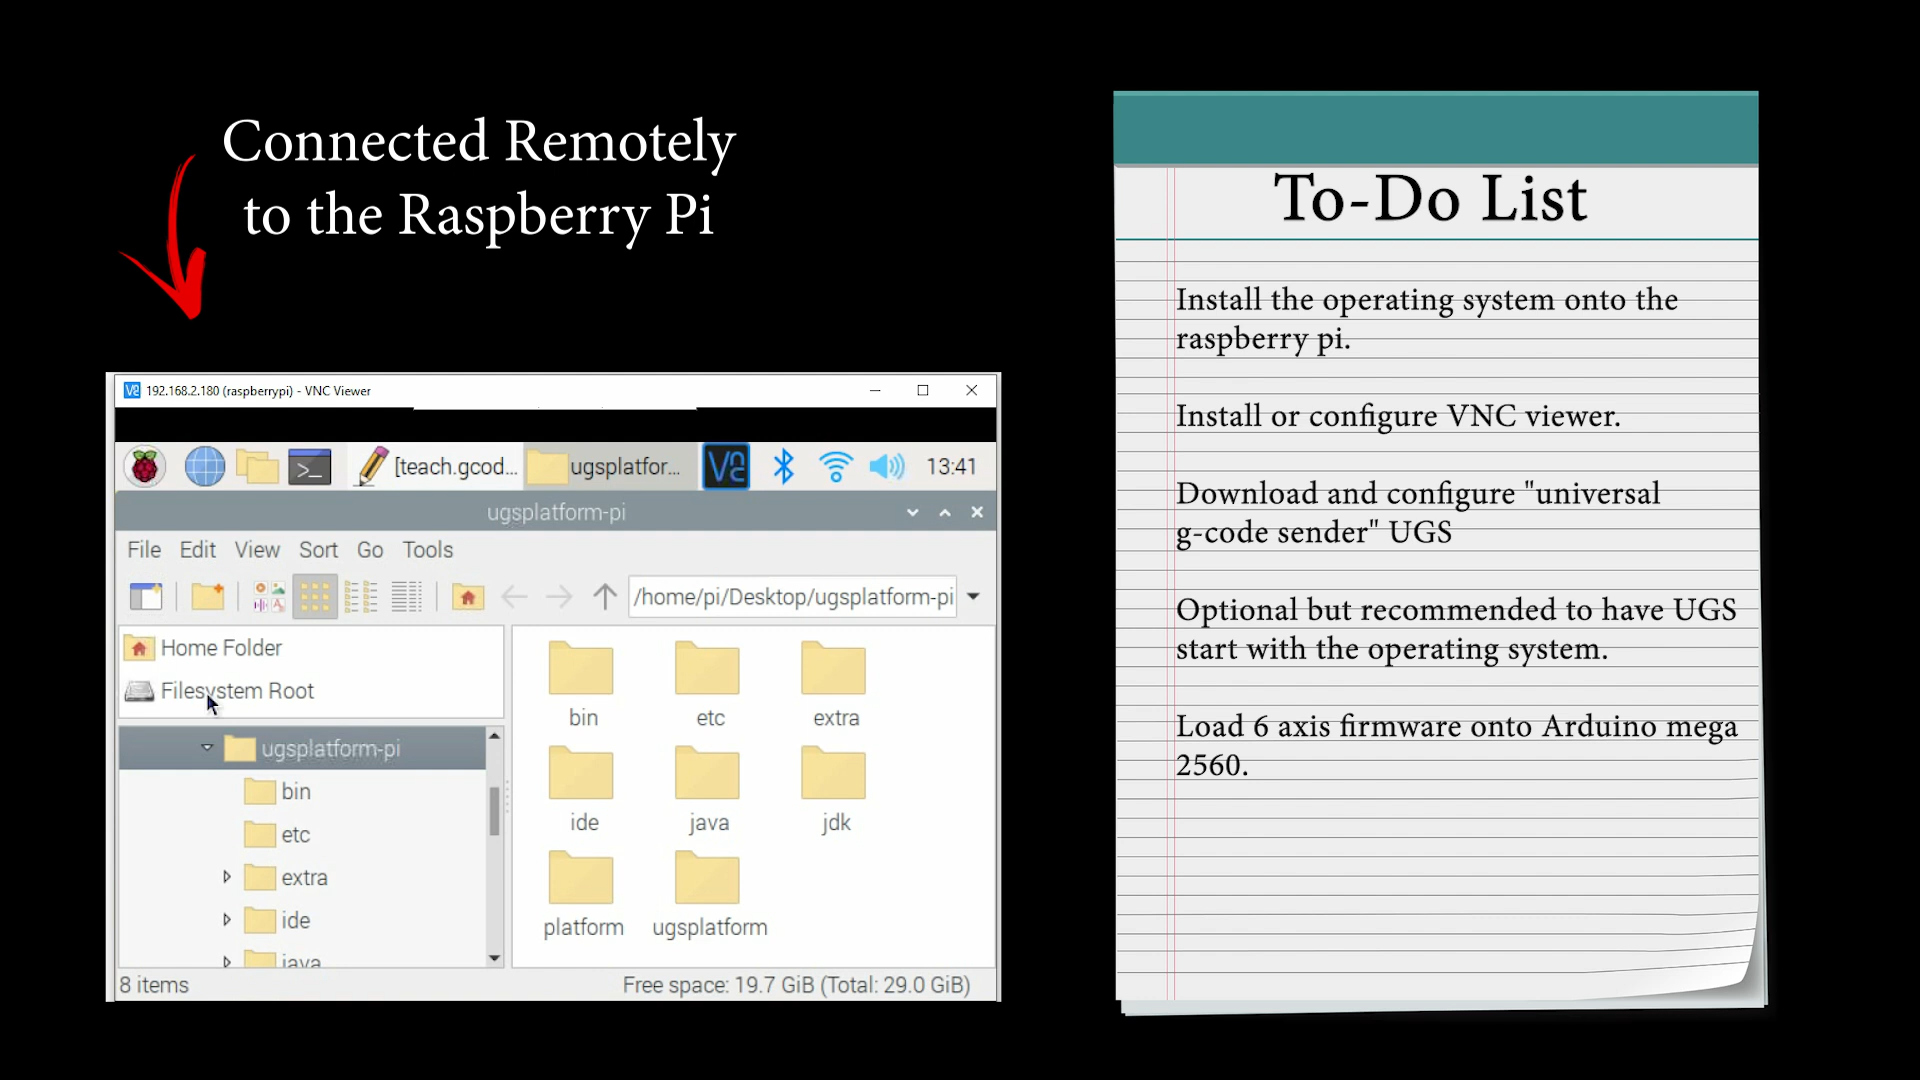 Connected Remotely
to the Raspberry Pi
192.168.2.180 (raspberrypi) - VNC Viewer
[teach.gcod... ugsplatfor... 13:41
ugsplatform-pi
File Edit View Sort Go Tools
/home/pi/Desktop/ugsplatform-pi
Home Folder
Filesystem Root
ugsplatform-pi
bin
etc
extra
ide
java
bin etc extra
ide java jdk
platform ugsplatform
8 items Free space: 19.7 GiB (Total: 29.0 GiB)
To-Do List
Install the operating system onto the
raspberry pi.
Install or configure VNC viewer.
Download and configure "universal
g-code sender" UGS
Optional but recommended to have UGS
start with the operating system.
Load 6 axis firmware onto Arduino mega
2560.